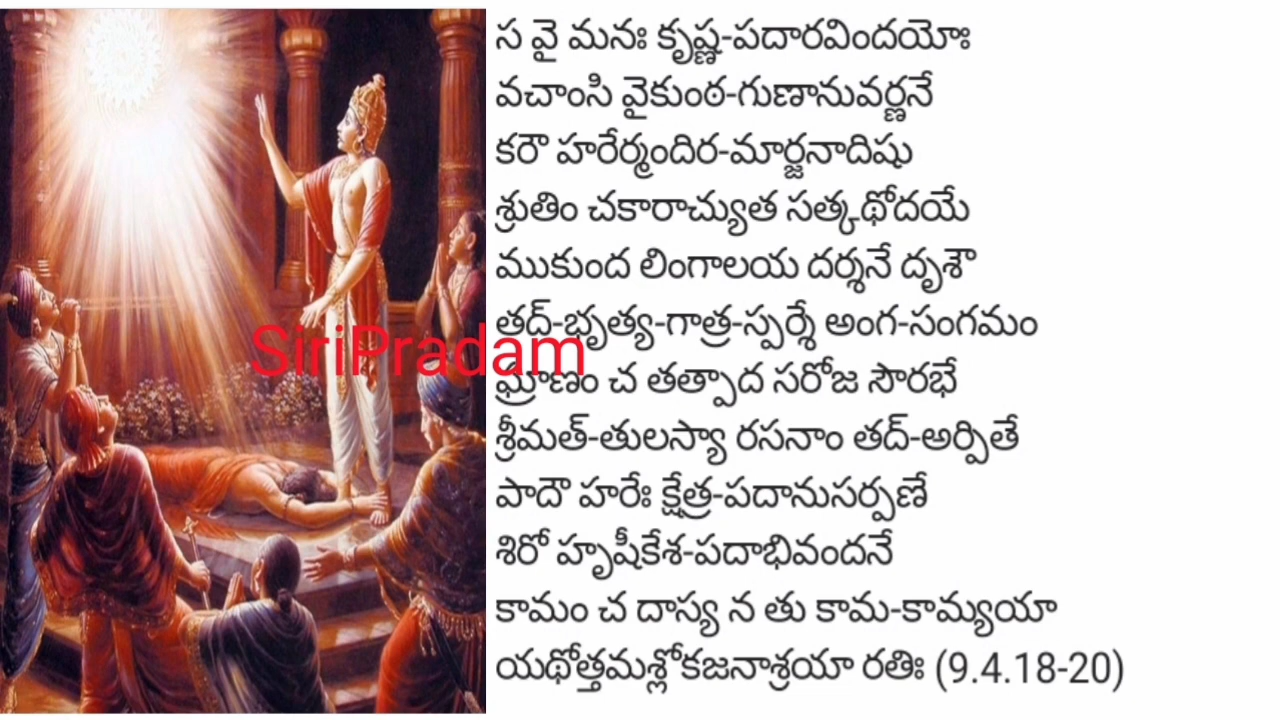 స వై మనః కృష్ణ-పదారవిందయోః
వచాంసి వైకుంఠ-గుణానువర్ణనే
కరౌ హరేర్మందిర-మార్జనాదిషు
శ్రుతిం చకారాచ్యుత సత్కథోదయే
ముకుంద లింగాలయ దర్శనే దృశౌ
తద్-భృత్య-గాత్ర-స్పర్శే అంగ-సంగమం
SiriPradam
ఘ్రాణం చ తత్పాద సరోజ సౌరభే
శ్రీమత్-తులస్యా రసనాం తద్-అర్పితే
పాదౌ హరేః క్షేత్ర-పదానుసర్పణే
శిరో హృషీకేశ-పదాభివందనే
కామం చ దాస్య న తు కామ-కామ్యయా
యథోత్తమశ్లోకజనాశ్రయా రతిః (9.4.18-20)